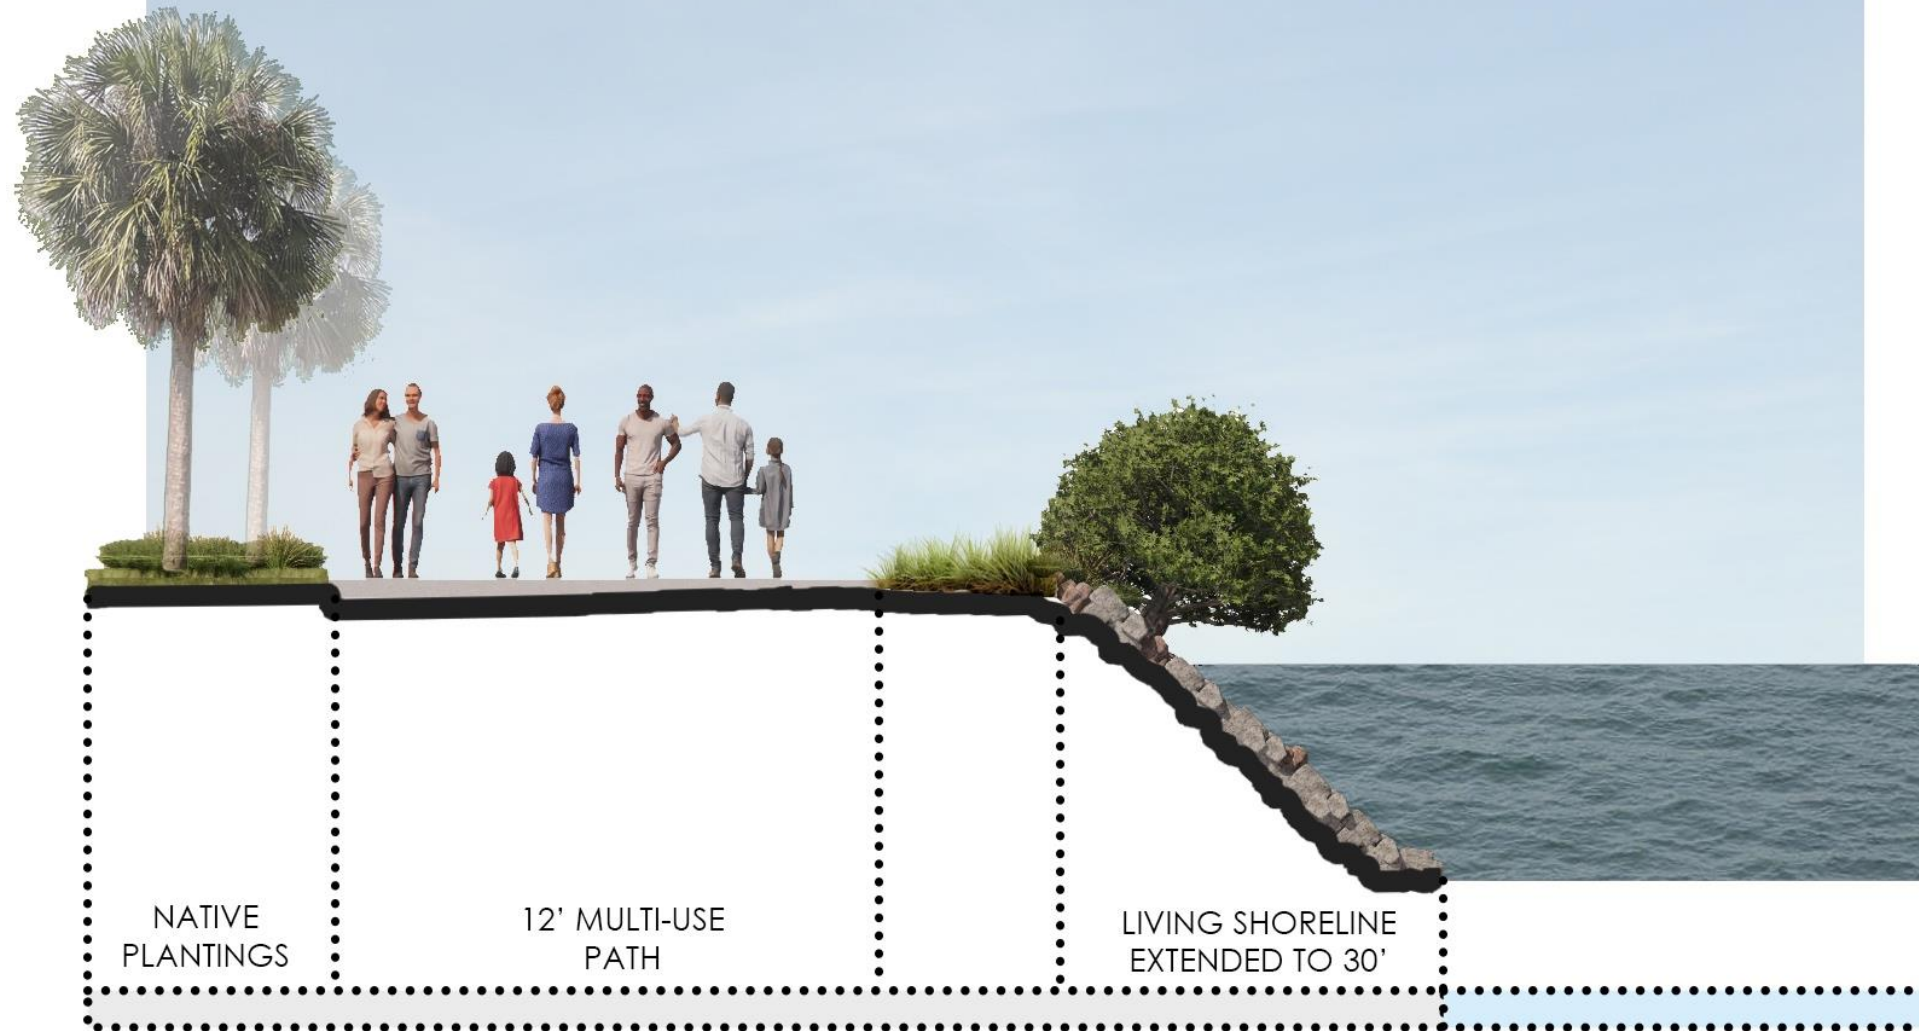 NATIVE
PLANTINGS
12’ MULTI-USE
PATH
LIVING SHORELINE
EXTENDED TO 30’